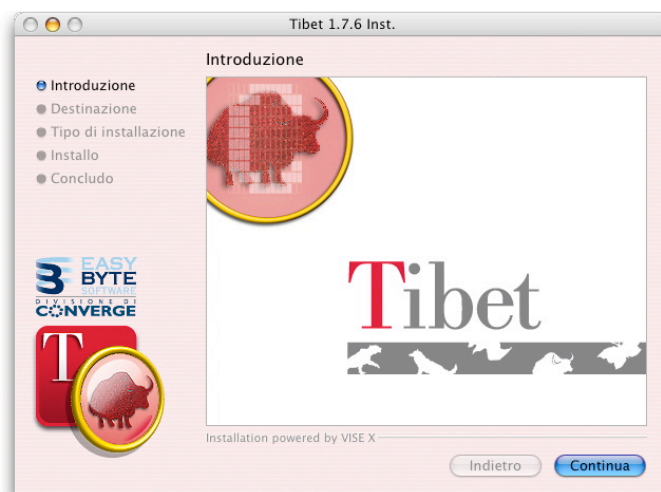 Tibet 1.7.6 Inst.
Introduzione
Introduzione
Destinazione
Tipo di installazione
Installo
Concludo
EASY
BYTE
SOFTWARE
DIVISIONE DI
CONVERGE
T
Tibet
Installation powered by VISE X
Indietro
Continua